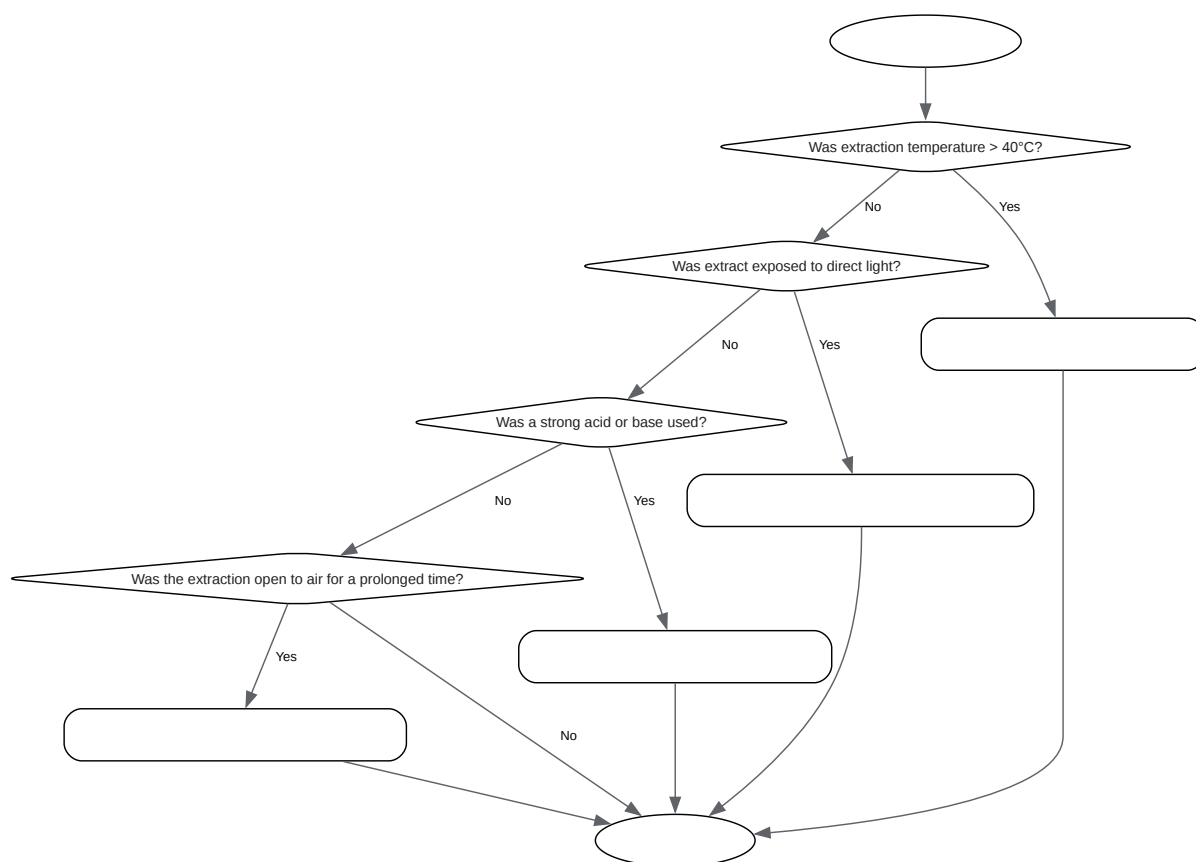 Was extraction temperature > 40°C?
No
Yes
Was extract exposed to direct light?
No
Yes
Was a strong acid or base used?
No
Yes
Was the extraction open to air for a prolonged time?
Yes
No